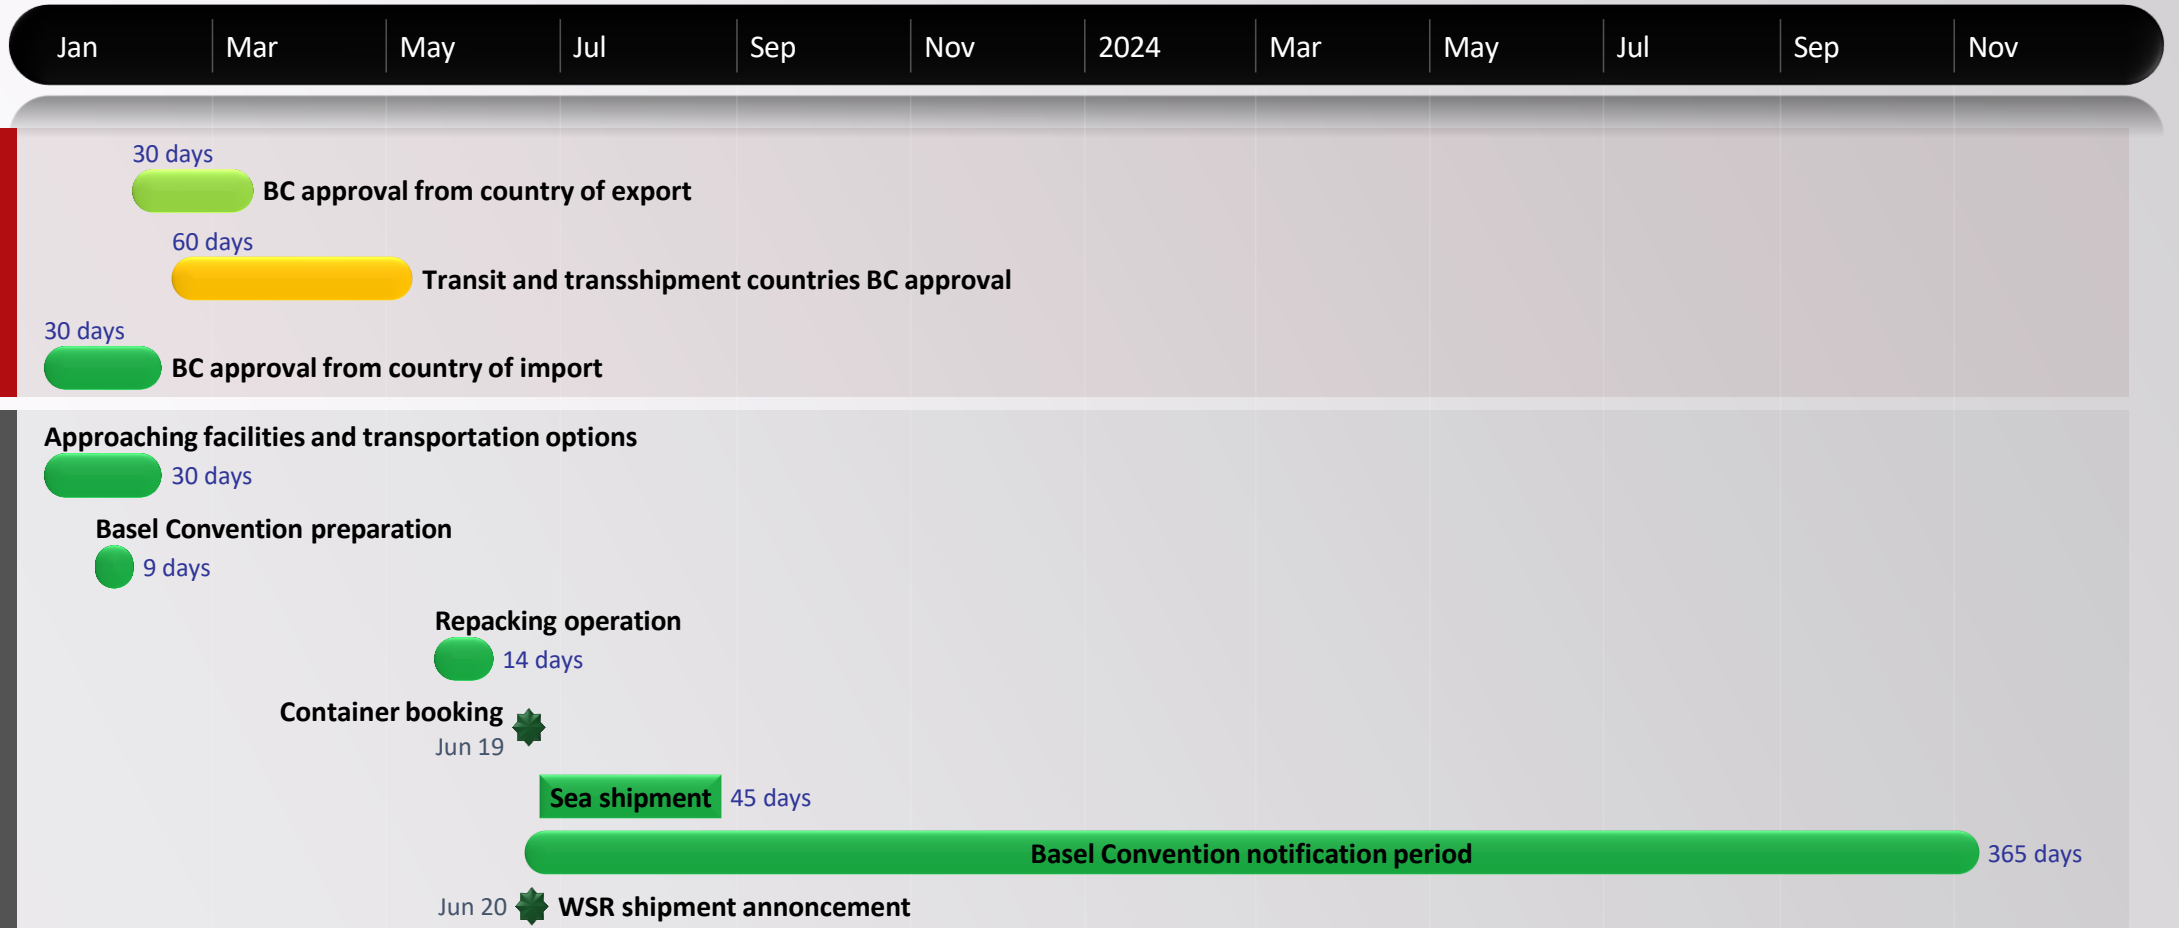 Jan Mar May Jul Sep Nov 2024 Mar May Jul Sep Nov
30 days
BC approval from country of export
60 days
Transit and transshipment countries BC approval
30 days
BC approval from country of import
Approaching facilities and transportation options
30 days
Basel Convention preparation
9 days
Repacking operation
14 days
Container booking
Jun 19
Sea shipment 45 days
Basel Convention notification period 365 days
Jun 20 WSR shipment annoncement